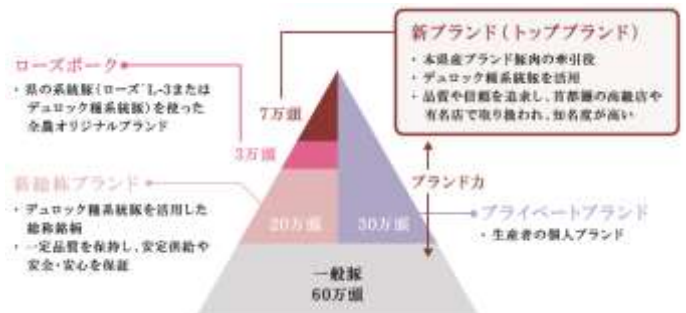 新ブランド(トップブランド)
・本県産ブランド豚肉の牽引役
・デュロック種系統豚を活用
・品質や信頼を追求し、首都圏の高級店や
有名店で取り扱われ、知名度が高い
ローズポーク
・県の系統豚(ローズ L-3または
デュロック種系統豚)を使った
全農オリジナルブランド
7万頭
3万頭
新総称ブランド
・デュロック種系統豚を活用した
総称銘柄
・一定品質を保持し、安定供給や
安全・安心を保証
20万頭
30万頭
ブランド力
プライベートブランド
・生産者の個人ブランド
一般豚
60万頭